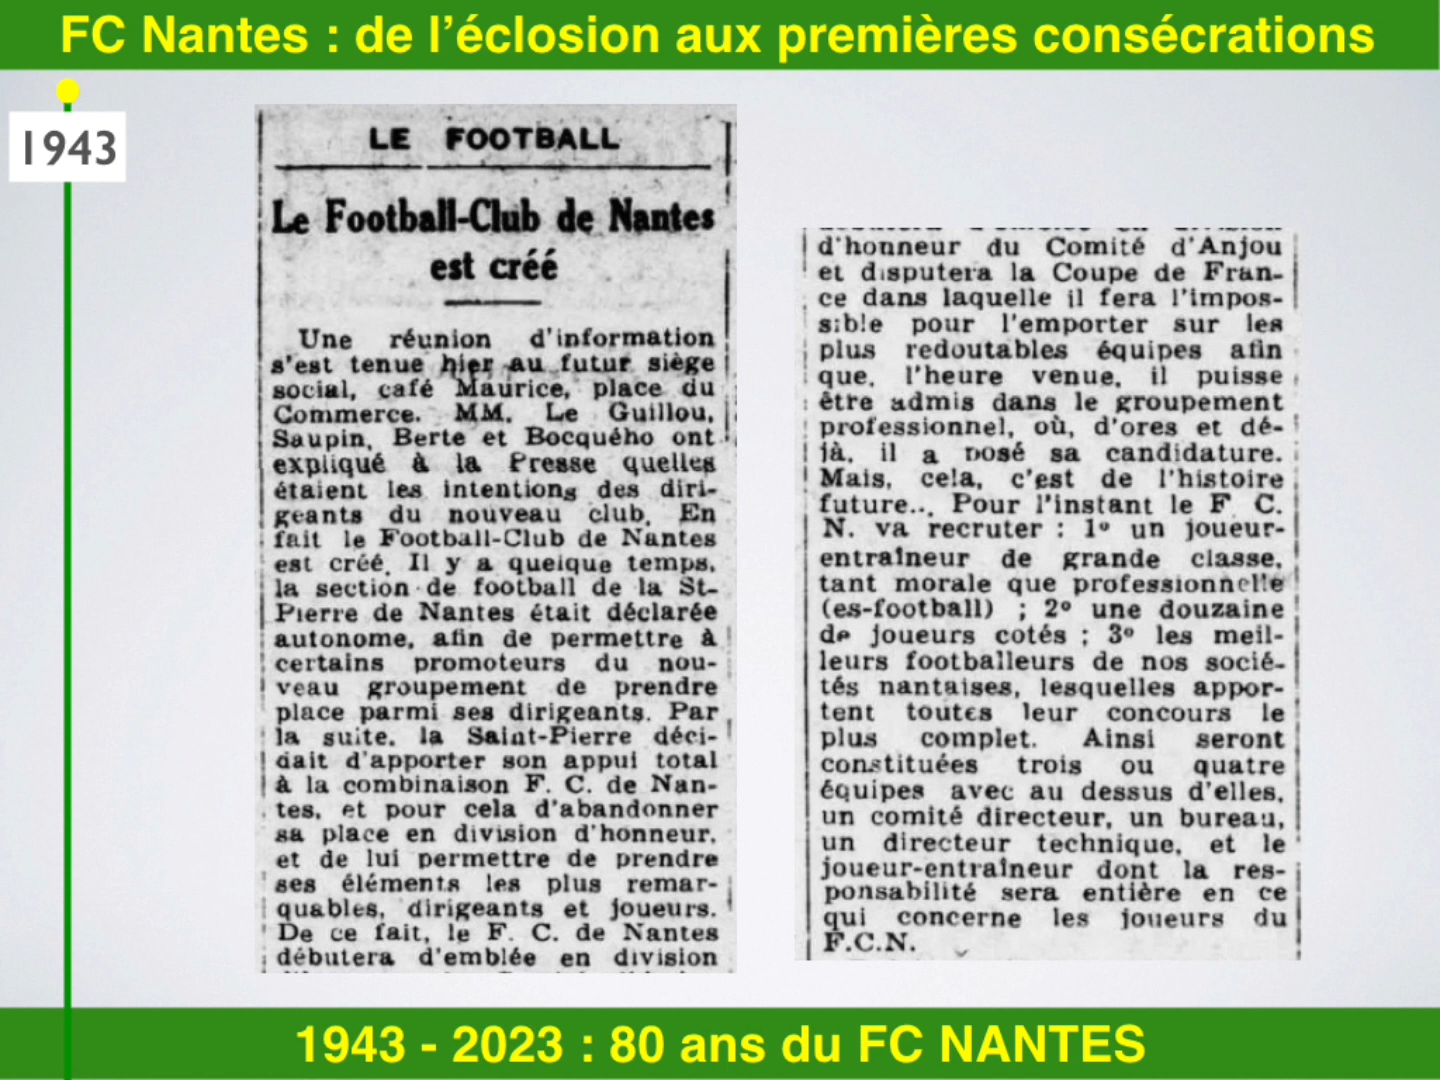 FC Nantes : de l’éclosion aux premières consécrations
1943
LE FOOTBALL
Le Football-Club de Nantes
est créé
Une réunion d'information
s'est tenue hier au futur siège
social, café Maurice, place du
Commerce. MM. Le Guillou,
Saupin, Berte et Bocquého ont
expliqué à la Presse quelles
étaient les intentions des diri-
geants du nouveau club. En
fait le Football-Club de Nantes
est créé. Il y a quelque temps,
la section de football de la St-
Pierre de Nantes était déclarée
autonome, afin de permettre à
certains promoteurs du nou-
veau groupement de prendre
place parmi ses dirigeants. Par
la suite, la Saint-Pierre déci-
dait d'apporter son appui total
à la combinaison F. C. de Nan-
tes, et pour cela d'abandonner
sa place en division d'honneur,
et de lui permettre de prendre
ses éléments les plus remar-
quables, dirigeants et joueurs.
De ce fait, le F. C. de Nantes
débutera d'emblée en division
d'honneur du Comité d'Anjou
et disputera la Coupe de Fran-
ce dans laquelle il fera l'impos-
sible pour l'emporter sur les
plus redoutables équipes afin
que, l'heure venue, il puisse
être admis dans le groupement
professionnel, où, d'ores et dé-
jà, il a posé sa candidature.
Mais, cela, c'est de l'histoire
future... Pour l'instant le F. C.
N. va recruter : 1º un joueur-
entraîneur de grande classe,
tant morale que professionnelle
(es-football) ; 2º une douzaine
de joueurs cotés ; 3º les meil-
leurs footballeurs de nos socié-
tés nantaises, lesquelles appor-
tent toutes leur concours le
plus complet. Ainsi seront
constituées trois ou quatre
équipes avec au dessus d'elles,
un comité directeur, un bureau,
un directeur technique, et le
joueur-entraîneur dont la res-
ponsabilité sera entière en ce
qui concerne les joueurs du
F.C.N.
1943 - 2023 : 80 ans du FC NANTES